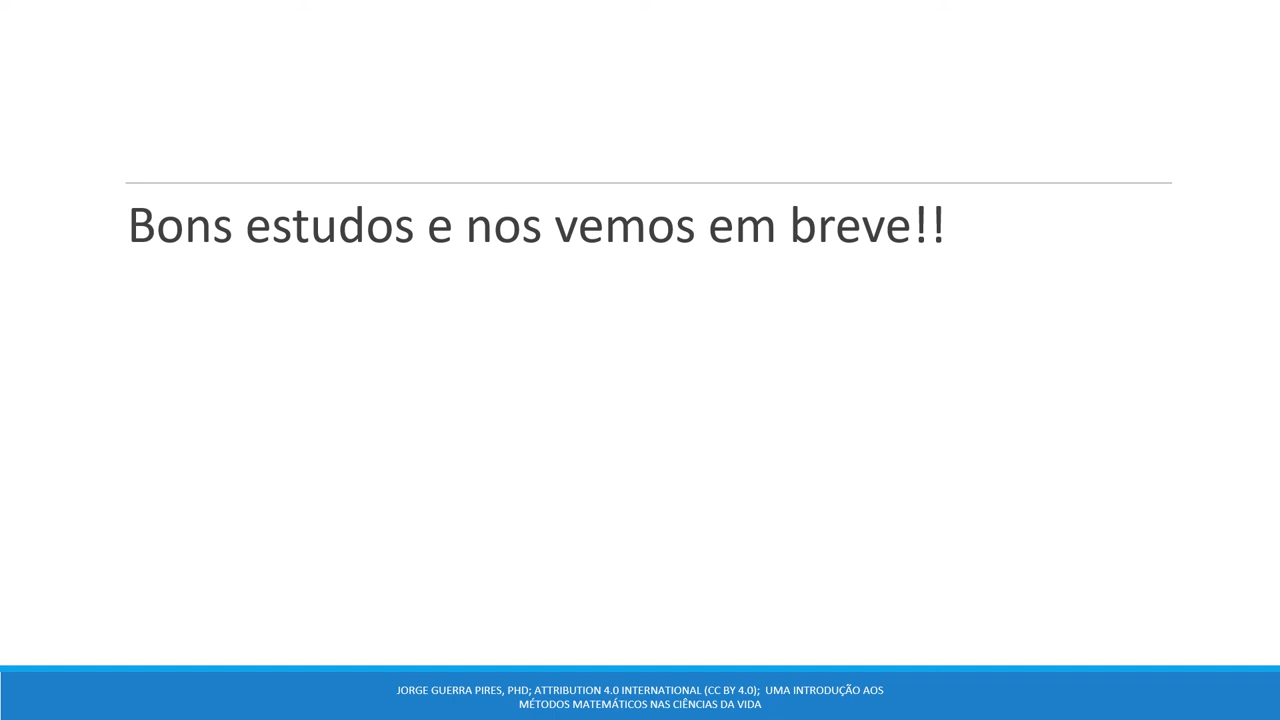 Bons estudos e nos vemos em breve!!
JORGE GUERRA PIRES, PHD; ATTRIBUTION 4.0 INTERNATIONAL (CC BY 4.0); UMA INTRODUÇÃO AOS
MÉTODOS MATEMÁTICOS NAS CIÊNCIAS DA VIDA